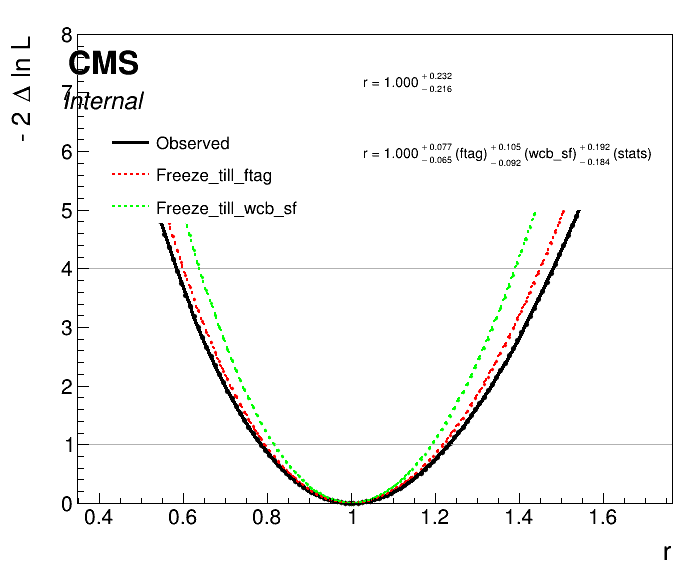 - 2 Δ ln L
8
7
6
5
4
3
2
1
0
CMS
Internal
Observed
Freeze_till_ftag
Freeze_till_wcb_sf
r = 1.000 + 0.232 − 0.216
r = 1.000 + 0.077 − 0.065 (ftag) + 0.105 − 0.092 (wcb_sf) + 0.192 − 0.184 (stats)
0.4 0.6 0.8 1 1.2 1.4 1.6
r